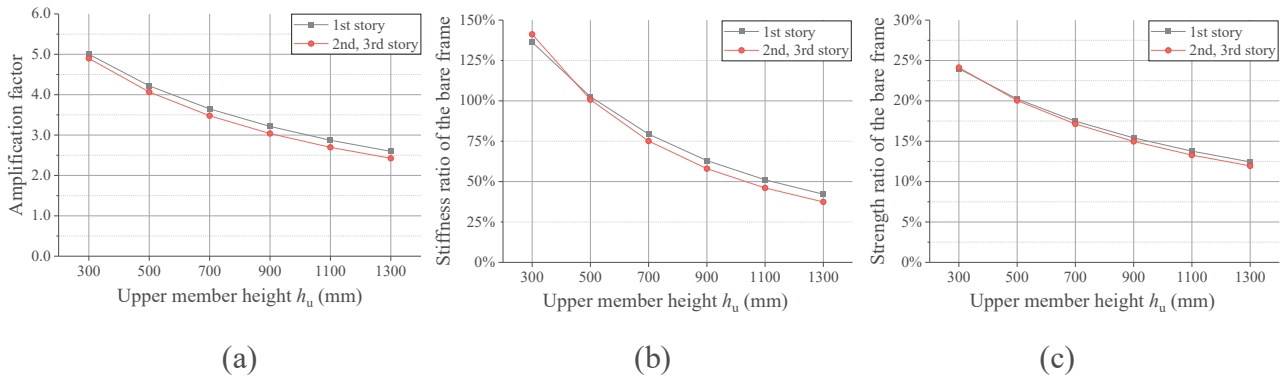 Amplification factor
6.0
5.0
4.0
3.0
2.0
1.0
0.0
1st story
2nd, 3rd story
300 500 700 900 1100 1300
Upper member height hu (mm)
(a)
Stiffness ratio of the bare frame
150%
125%
100%
75%
50%
25%
0%
1st story
2nd, 3rd story
300 500 700 900 1100 1300
Upper member height hu (mm)
(b)
Strength ratio of the bare frame
30%
25%
20%
15%
10%
5%
0%
1st story
2nd, 3rd story
300 500 700 900 1100 1300
Upper member height hu (mm)
(c)